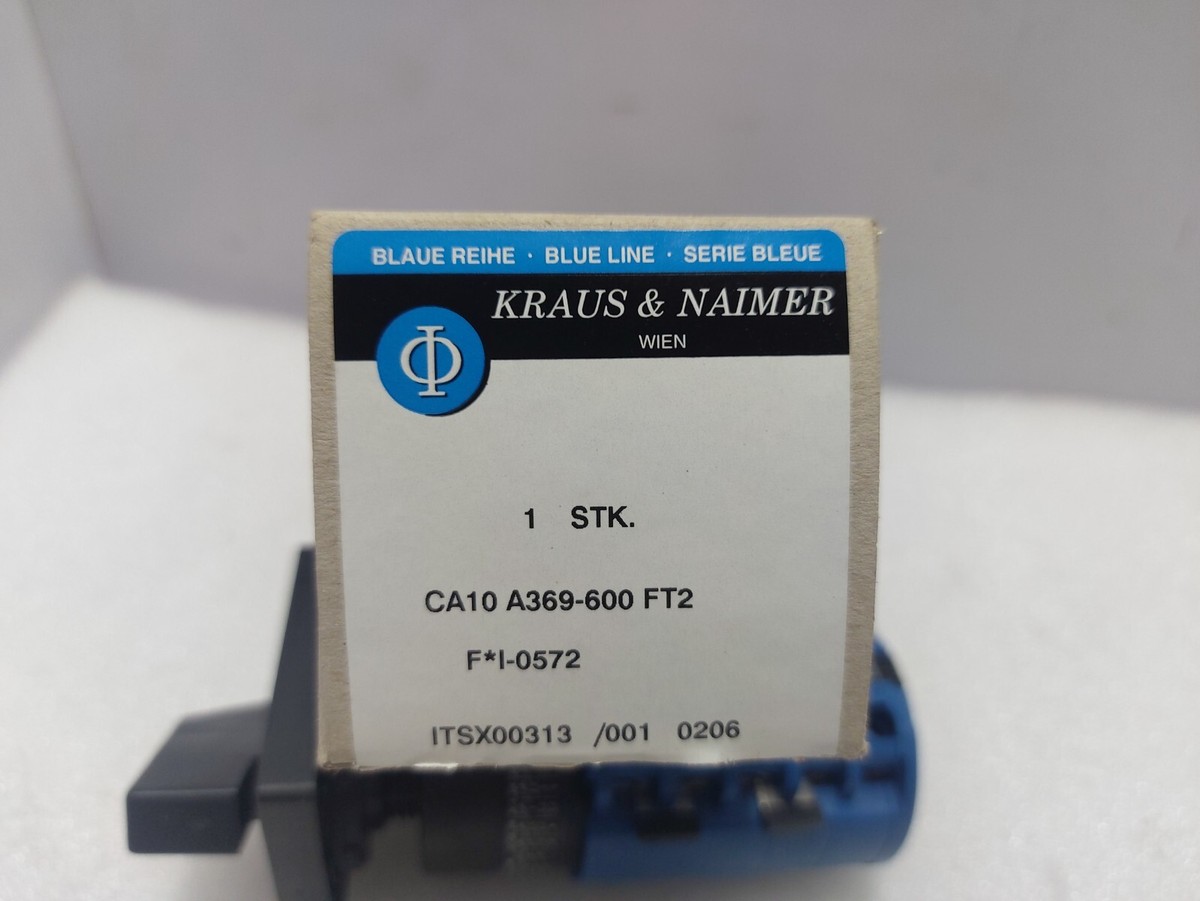 BLAUE REIHE · BLUE LINE · SERIE BLEUE
KRAUS & NAIMER
WIEN
1 STK.
CA10 A369-600 FT2
F*I-0572
ITSX00313 /001 0206